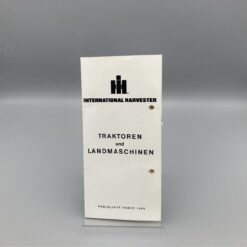 IH
INTERNATIONAL HARVESTER
TRAKTOREN
und
LANDMASCHINEN